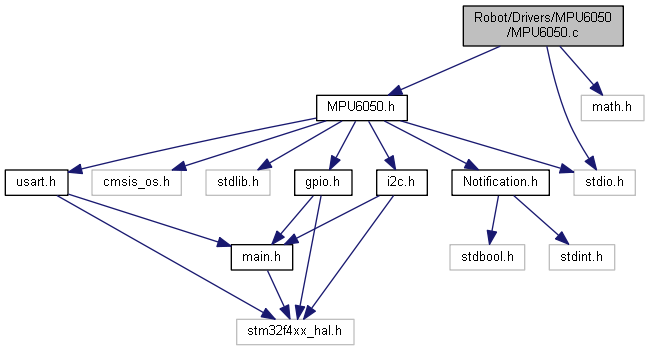 Robot/Drivers/MPU6050
/MPU6050.c
MPU6050.h
math.h
usart.h
cmsis_os.h
stdlib.h
gpio.h
i2c.h
Notification.h
stdio.h
main.h
stdbool.h
stdint.h
stm32f4xx_hal.h